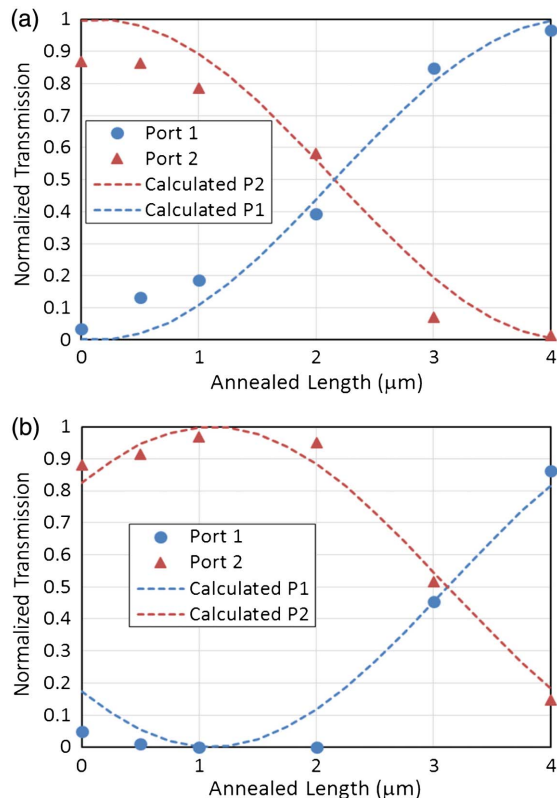 (a)
Normalized Transmission
1
0.9
0.8
0.7
0.6
0.5
0.4
0.3
0.2
0.1
0
Port 1
Port 2
Calculated P2
Calculated P1
0 1 2 3 4
Annealed Length (μm)
(b)
Normalized Transmission
1
0.9
0.8
0.7
0.6
0.5
0.4
0.3
0.2
0.1
0
Port 1
Port 2
Calculated P1
Calculated P2
0 1 2 3 4
Annealed Length (μm)